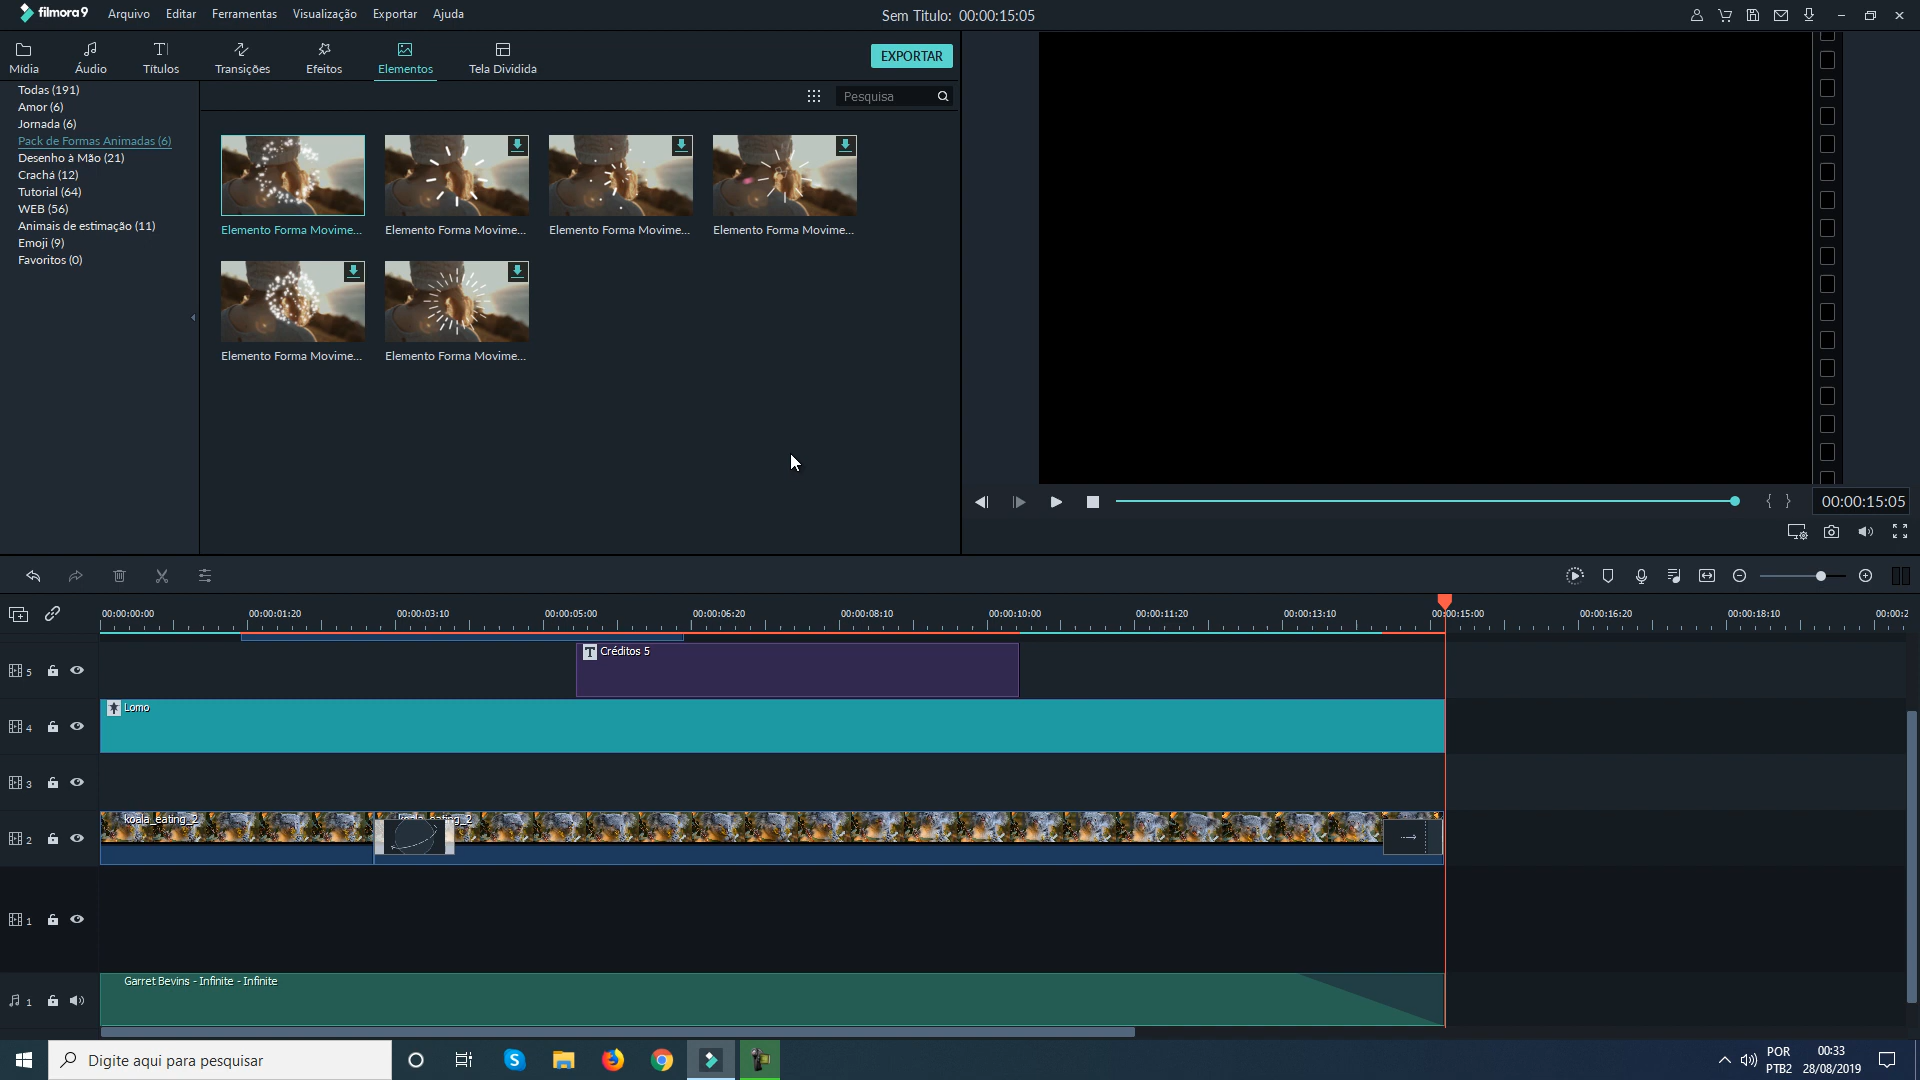 filmora9 Arquivo Editar Ferramentas Visualização Exportar Ajuda
Sem Titulo: 00:00:15:05
Mídia Áudio Títulos Transições Efeitos Elementos Tela Dividida
EXPORTAR
Pesquisa
Todas (191)
Amor (6)
Jornada (6)
Pack de Formas Animadas (6)
Desenho à Mão (21)
Crachá (12)
Tutorial (64)
WEB (56)
Animais de estimação (11)
Emoji (9)
Favoritos (0)
Elemento Forma Movime... Elemento Forma Movime... Elemento Forma Movime... Elemento Forma Movime...
Elemento Forma Movime... Elemento Forma Movime...
{ } 00:00:15:05
00:00:00:00 00:00:01:20 00:00:03:10 00:00:05:00 00:00:06:20 00:00:08:10 00:00:10:00 00:00:11:20 00:00:13:10 00:00:15:00 00:00:16:20 00:00:18:10 00:00:2
5 T Créditos 5
4 Lomo
3
2 koala_eating_2 koala_eating_2
1
1 Garret Bevins - Infinite - Infinite
Digite aqui para pesquisar
POR
PTB2
00:33
28/08/2019